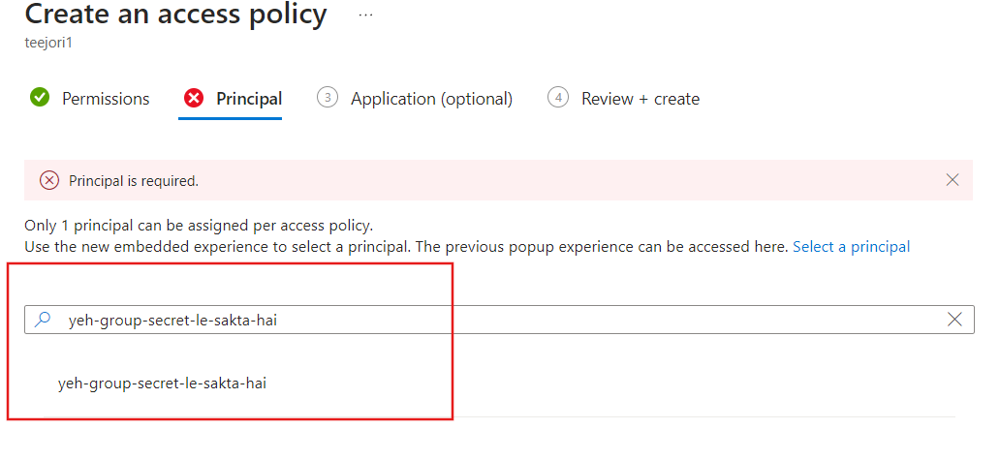 Create an access policy ...
teejori1
Permissions Principal 3 Application (optional) 4 Review + create
Principal is required.
Only 1 principal can be assigned per access policy.
Use the new embedded experience to select a principal. The previous popup experience can be accessed here. Select a principal
yeh-group-secret-le-sakta-hai
yeh-group-secret-le-sakta-hai